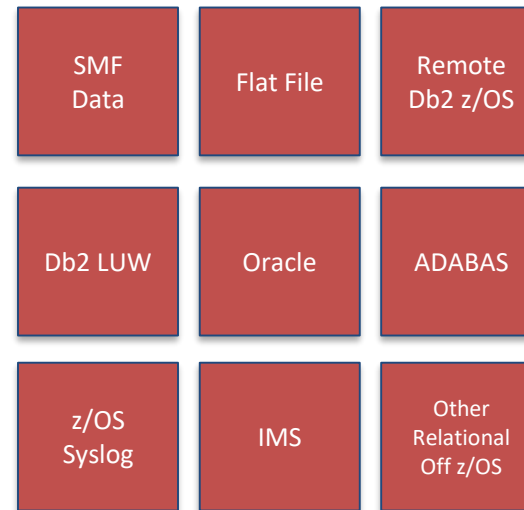 SMF
Data
Flat File
Remote
Db2 z/OS
Db2 LUW
Oracle
ADABAS
z/OS
Syslog
IMS
Other
Relational
Off z/OS